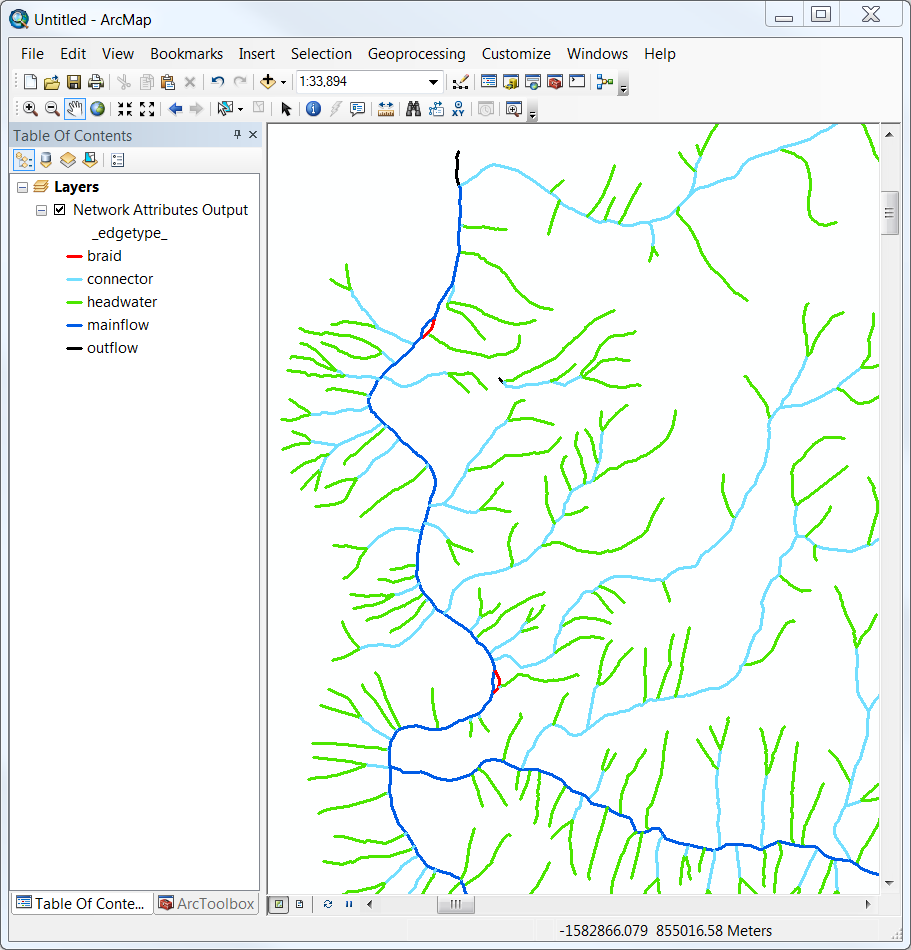 Untitled - ArcMap
File Edit View Bookmarks Insert Selection Geoprocessing Customize Windows Help
1:33,894
XY
Table Of Contents
Layers
Network Attributes Output
_edgetype_
braid
connector
headwater
mainflow
outflow
Table Of Conte... ArcToolbox
-1582866.079 855016.58 Meters